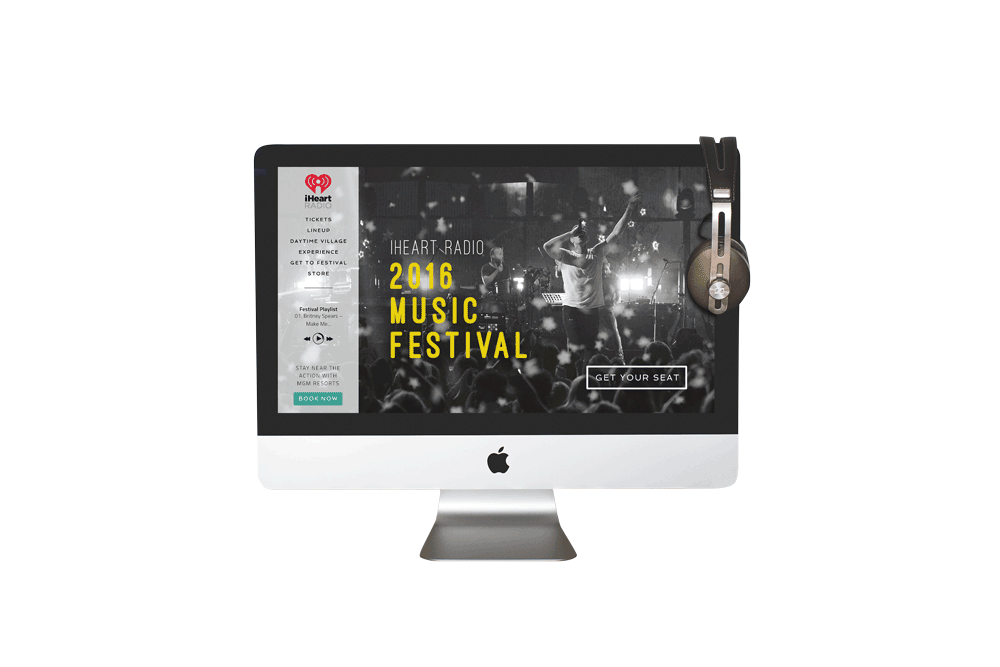 iHeart
RADIO
TICKETS
LINEUP
DAYTIME VILLAGE
EXPERIENCE
GET TO FESTIVAL
STORE
Festival Playlist
01. Britney Spears –
Make Me...
STAY NEAR THE
ACTION WITH
MGM RESORTS
BOOK NOW
IHEART RADIO
2016
MUSIC
FESTIVAL
GET YOUR SEAT